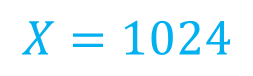 X = 1024